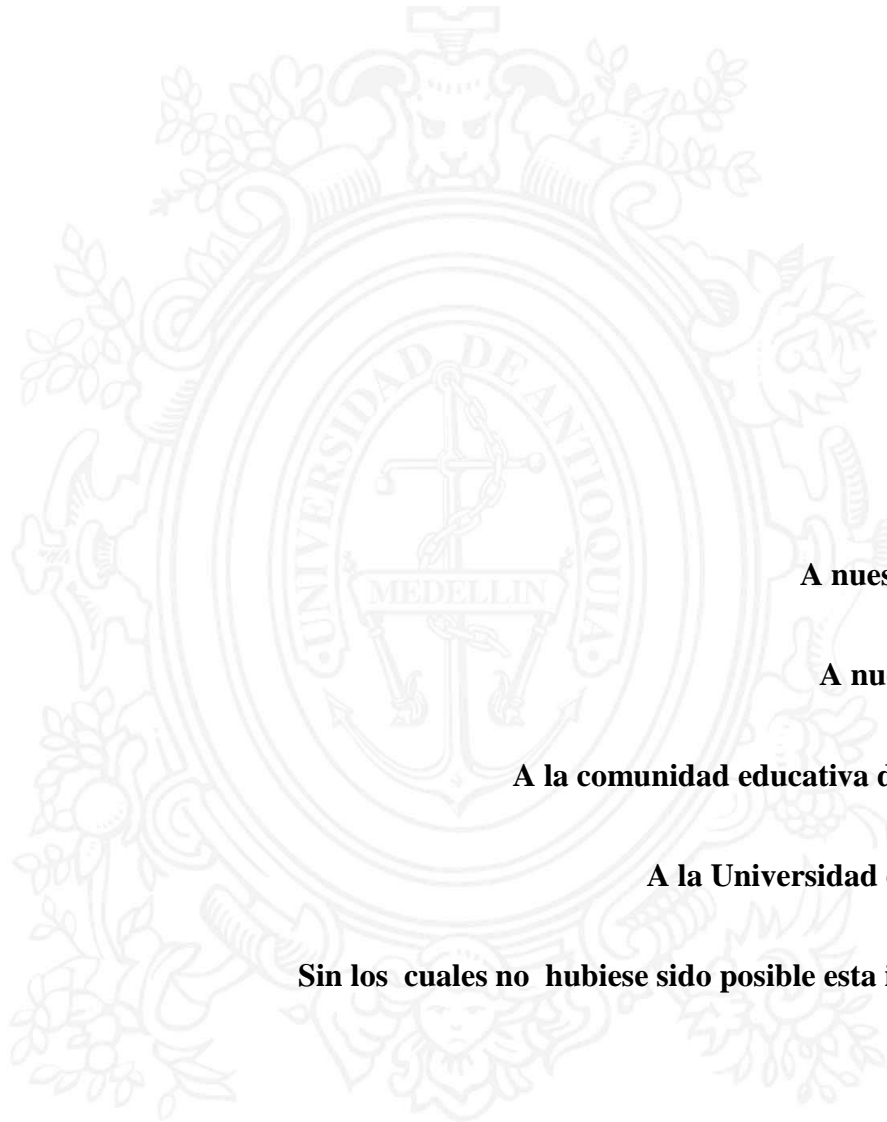 UNIVERSIDAD DE ANTIOQUIA
MEDELLIN
A nues
A nu
A la comunidad educativa d
A la Universidad
Sin los cuales no hubiese sido posible esta i